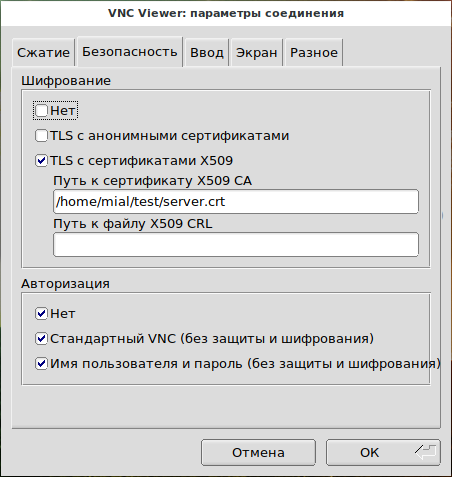 VNC Viewer: параметры соединения
Сжатие Безопасность Ввод Экран Разное
Шифрование
Нет
TLS с анонимными сертификатами
TLS с сертификатами X509
Путь к сертификату X509 CA
/home/mial/test/server.crt
Путь к файлу X509 CRL
Авторизация
Нет
Стандартный VNC (без защиты и шифрования)
Имя пользователя и пароль (без защиты и шифрования)
Отмена ОК